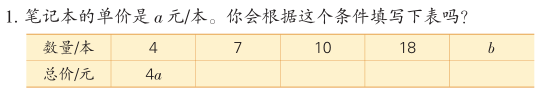 1. 笔记本的单价是 a 元/本。你会根据这个条件填写下表吗?
数量/本 4 7 10 18 b
总价/元 4a